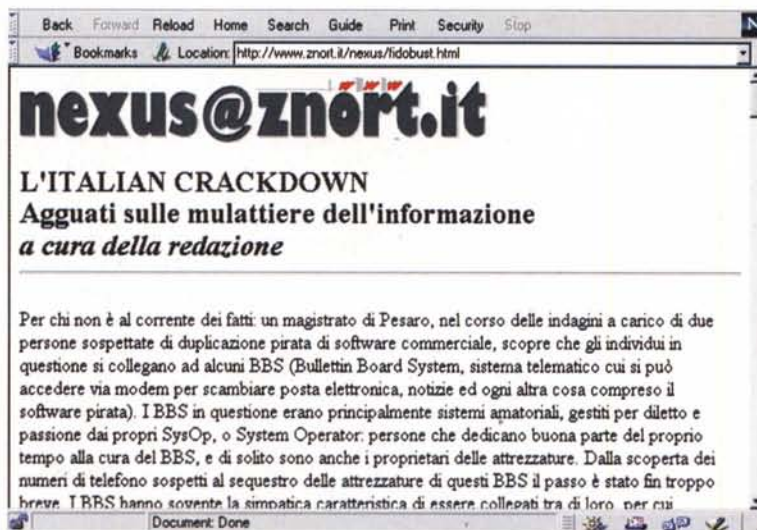 Back Forward Reload Home Search Guide Print Security Stop
N
Bookmarks Location: http://www.znort.it/nexus/fidobust.html
nexus@znort.it
L'ITALIAN CRACKDOWN
Agguati sulle mulattiere dell'informazione
a cura della redazione
Per chi non è al corrente dei fatti: un magistrato di Pesaro, nel corso delle indagini a carico di due
persone sospettate di duplicazione pirata di software commerciale, scopre che gli individui in
questione si collegano ad alcuni BBS (Bullettin Board System, sistema telematico cui si può
accedere via modem per scambiare posta elettronica, notizie ed ogni altra cosa compreso il
software pirata). I BBS in questione erano principalmente sistemi amatoriali, gestiti per diletto e
passione dai propri SysOp, o System Operator: persone che dedicano buona parte del proprio
tempo alla cura del BBS, e di solito sono anche i proprietari delle attrezzature. Dalla scoperta dei
numeri di telefono sospetti al sequestro delle attrezzature di questi BBS il passo è stato fin troppo
breve. I BBS hanno sovente la simpatica caratteristica di essere collegati tra di loro, per cui
Document: Done